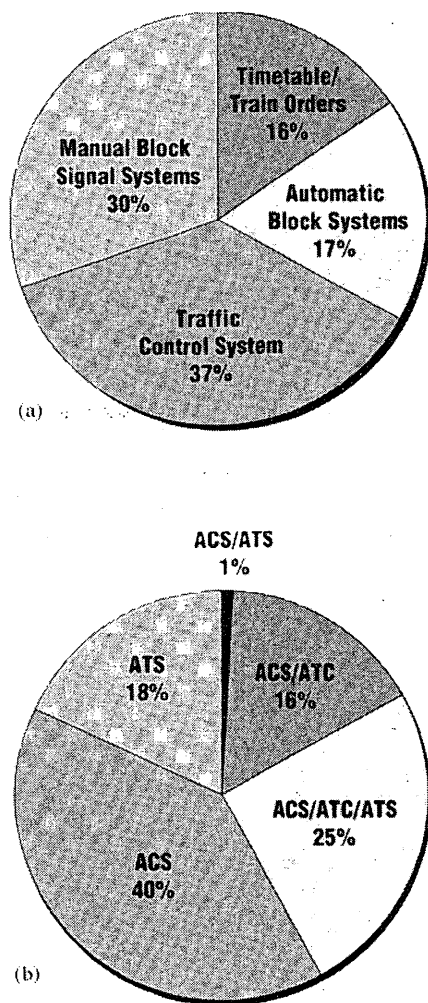 Timetable/
Train Orders
16%
Manual Block
Signal Systems
30%
Automatic
Block Systems
17%
Traffic
Control System
37%
(a)
ACS/ATS
1%
ATS
18%
ACS/ATC
16%
ACS/ATC/ATS
25%
ACS
40%
(b)